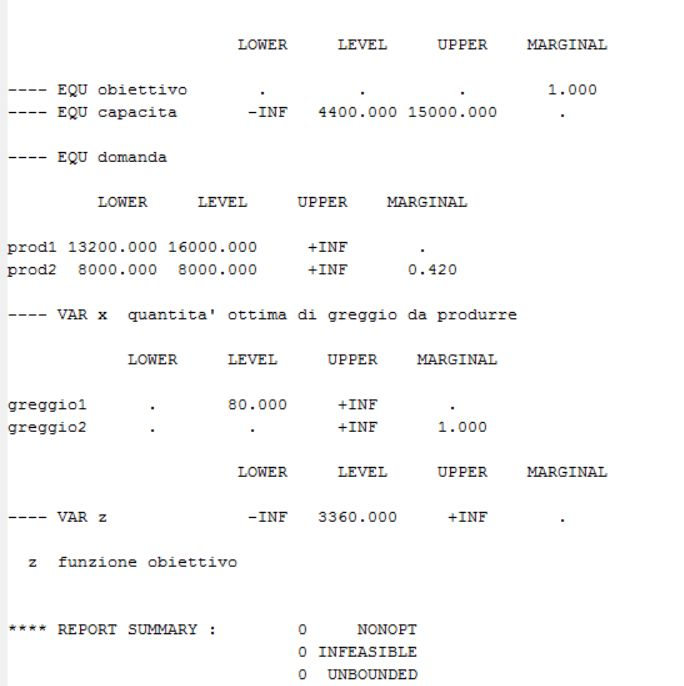 LOWER LEVEL UPPER MARGINAL
---- EQU obiettivo . . . 1.000
---- EQU capacita -INF 4400.000 15000.000 .
---- EQU domanda
LOWER LEVEL UPPER MARGINAL
prod1 13200.000 16000.000 +INF .
prod2 8000.000 8000.000 +INF 0.420
---- VAR x quantita' ottima di greggio da produrre
LOWER LEVEL UPPER MARGINAL
greggio1 . 80.000 +INF .
greggio2 . . +INF 1.000
LOWER LEVEL UPPER MARGINAL
---- VAR z -INF 3360.000 +INF .
z funzione obiettivo
**** REPORT SUMMARY : 0 NONOPT
0 INFEASIBLE
0 UNBOUNDED